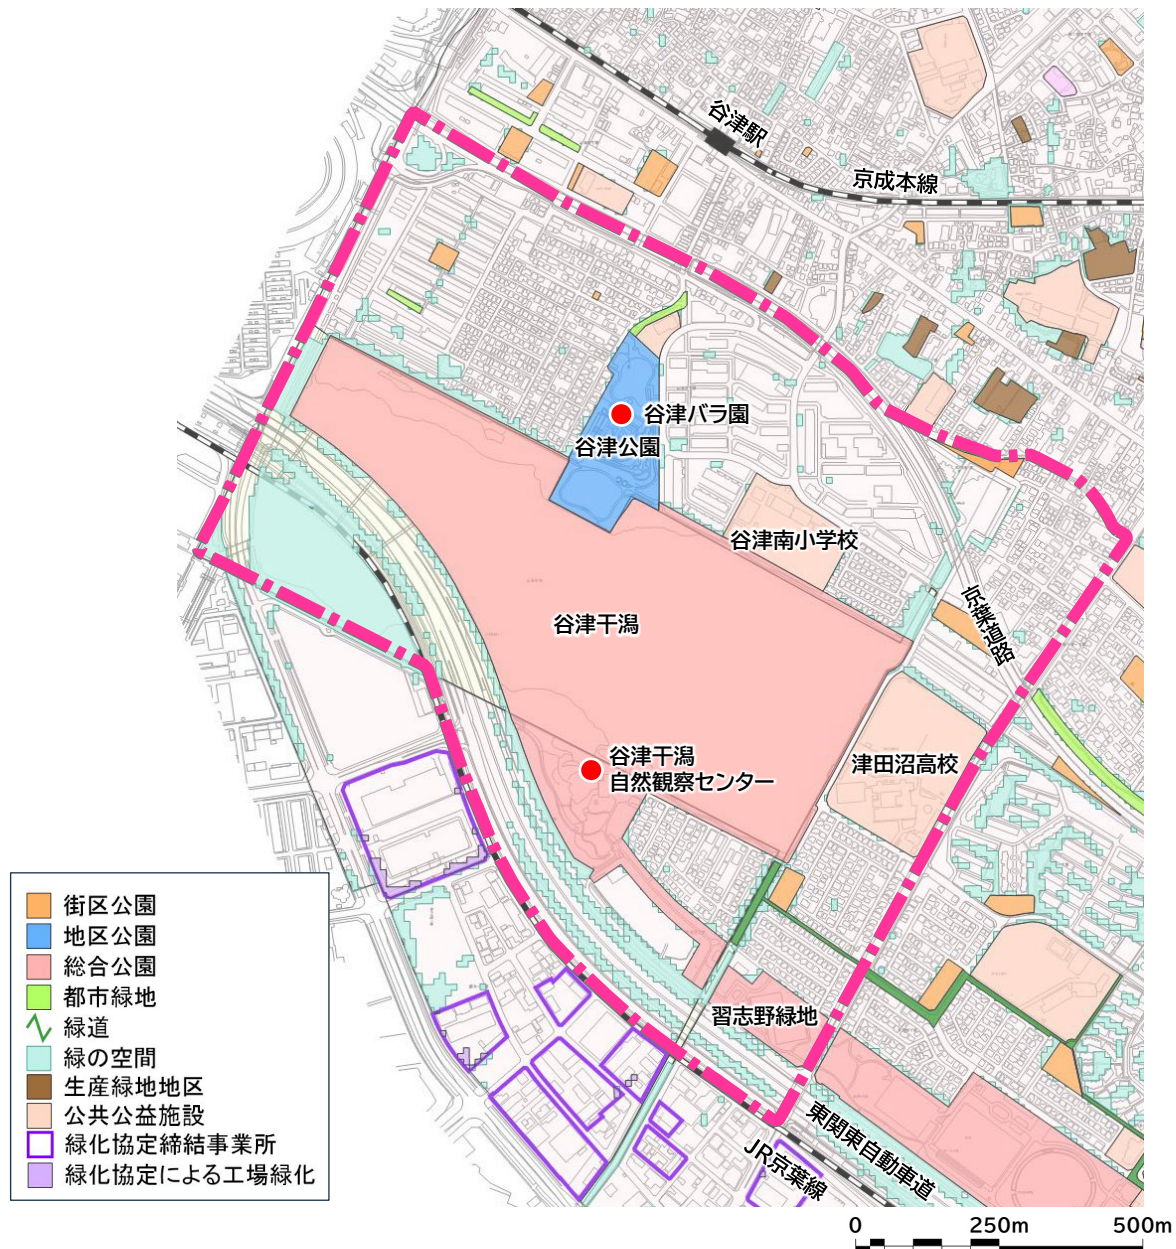 谷津駅
京成本線
谷津バラ園
谷津公園
谷津南小学校
京葉道路
谷津干潟
谷津干潟
自然観察センター
津田沼高校
習志野緑地
東関東自動車道
JR京葉線
街区公園
地区公園
総合公園
都市緑地
緑道
緑の空間
生産緑地地区
公共公益施設
緑化協定締結事業所
緑化協定による工場緑化
0 250m 500m